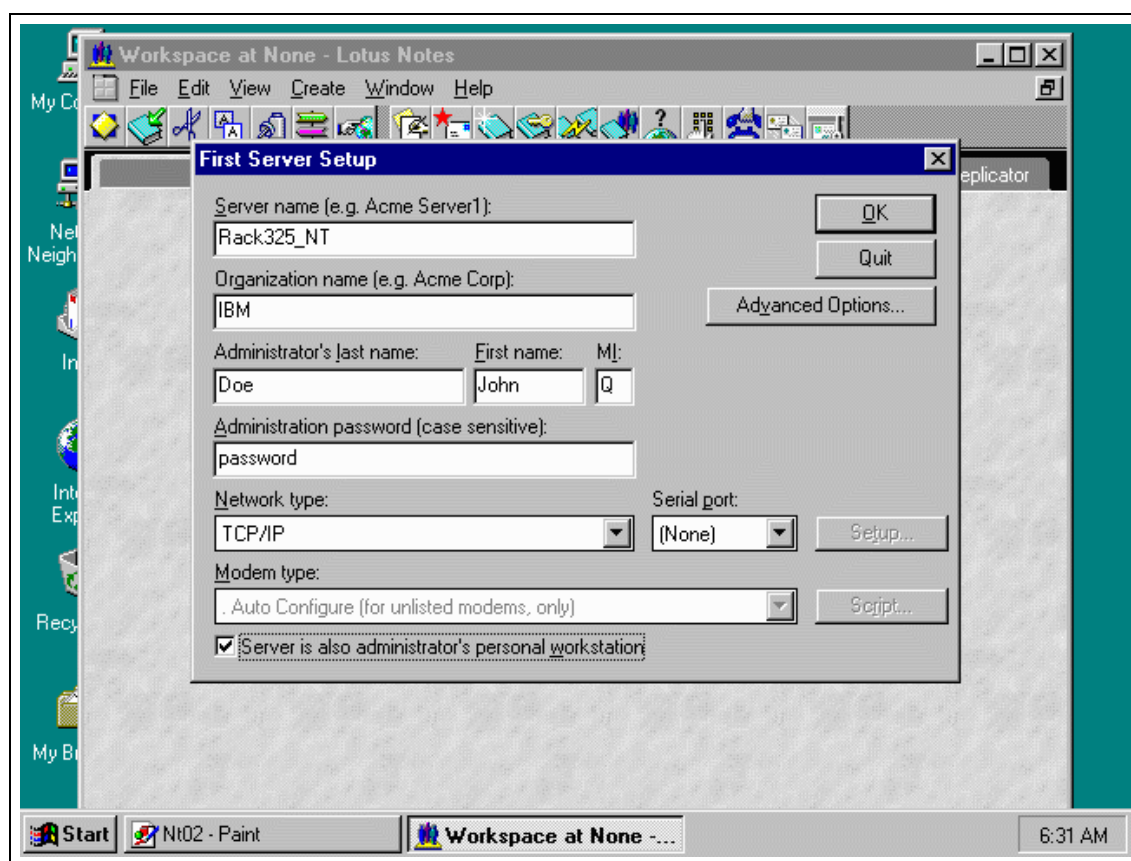 Workspace at None - Lotus Notes
File Edit View Create Window Help
My Co
First Server Setup
eplicator
Server name (e.g. Acme Server1):
OK
Rack325_NT
Net
Neigh
Quit
Organization name (e.g. Acme Corp):
IBM
Advanced Options...
Administrator's last name: First name: MI:
In
Doe John Q
Administration password (case sensitive):
password
Inte
Exp
Network type: Serial port:
TCP/IP (None) Setup...
Modem type:
. Auto Configure (for unlisted modems, only) Script...
Recy
Server is also administrator's personal workstation
My Br
Start Nt02 - Paint Workspace at None -... 6:31 AM